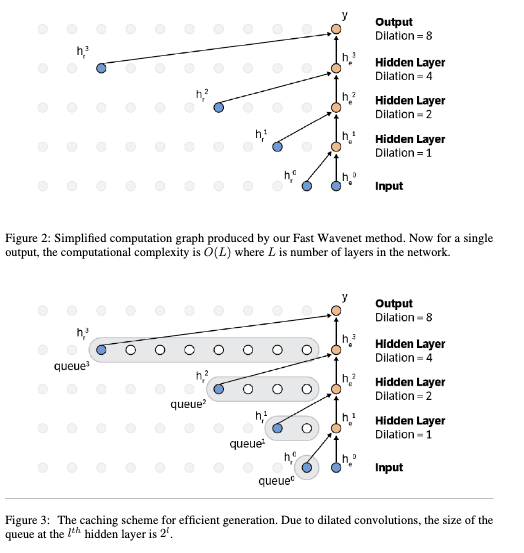 y
Output
Dilation = 8
h_r^3
h_e^3
Hidden Layer
Dilation = 4
h_r^2
h_e^2
Hidden Layer
Dilation = 2
h_r^1
h_e^1
Hidden Layer
Dilation = 1
h_r^0
h_e^0
Input
Figure 2: Simplified computation graph produced by our Fast Wavenet method. Now for a single
output, the computational complexity is O(L) where L is number of layers in the network.
y
Output
Dilation = 8
h_r^3
h_e^3
Hidden Layer
Dilation = 4
queue^3
h_r^2
h_e^2
Hidden Layer
Dilation = 2
queue^2
h_r^1
h_e^1
Hidden Layer
Dilation = 1
queue^1
h_r^0
h_e^0
Input
queue^0
Figure 3: The caching scheme for efficient generation. Due to dilated convolutions, the size of the
queue at the l^th hidden layer is 2^l.